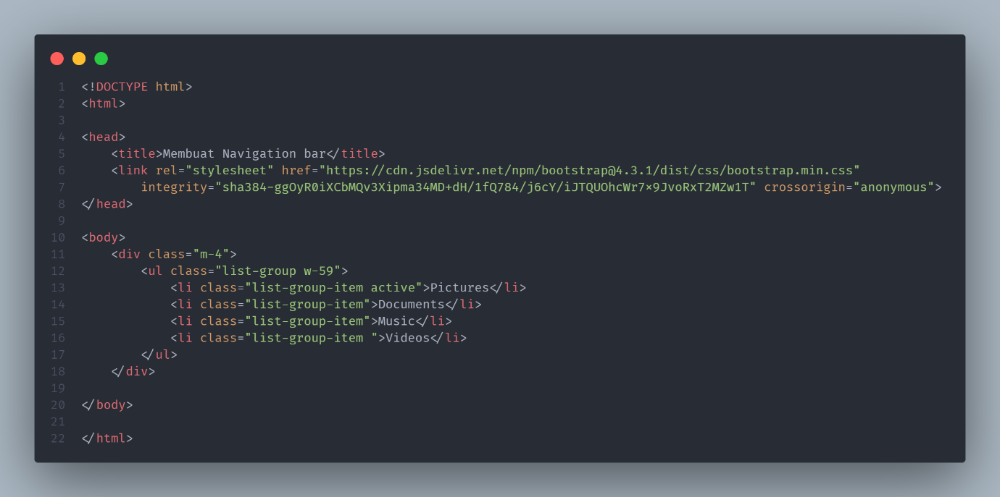 1 <!DOCTYPE html>
2 <html>
3
4 <head>
5     <title>Membuat Navigation bar</title>
6     <link rel="stylesheet" href="https://cdn.jsdelivr.net/npm/bootstrap@4.3.1/dist/css/bootstrap.min.css"
7         integrity="sha384-ggOyR0iXCbMQv3Xipma34MD+dH/1fQ784/j6cY/iJTQUOhcWr7x9JvoRxT2MZw1T" crossorigin="anonymous">
8 </head>
9
10 <body>
11     <div class="m-4">
12         <ul class="list-group w-59">
13             <li class="list-group-item active">Pictures</li>
14             <li class="list-group-item">Documents</li>
15             <li class="list-group-item">Music</li>
16             <li class="list-group-item ">Videos</li>
17         </ul>
18     </div>
19
20 </body>
21
22 </html>